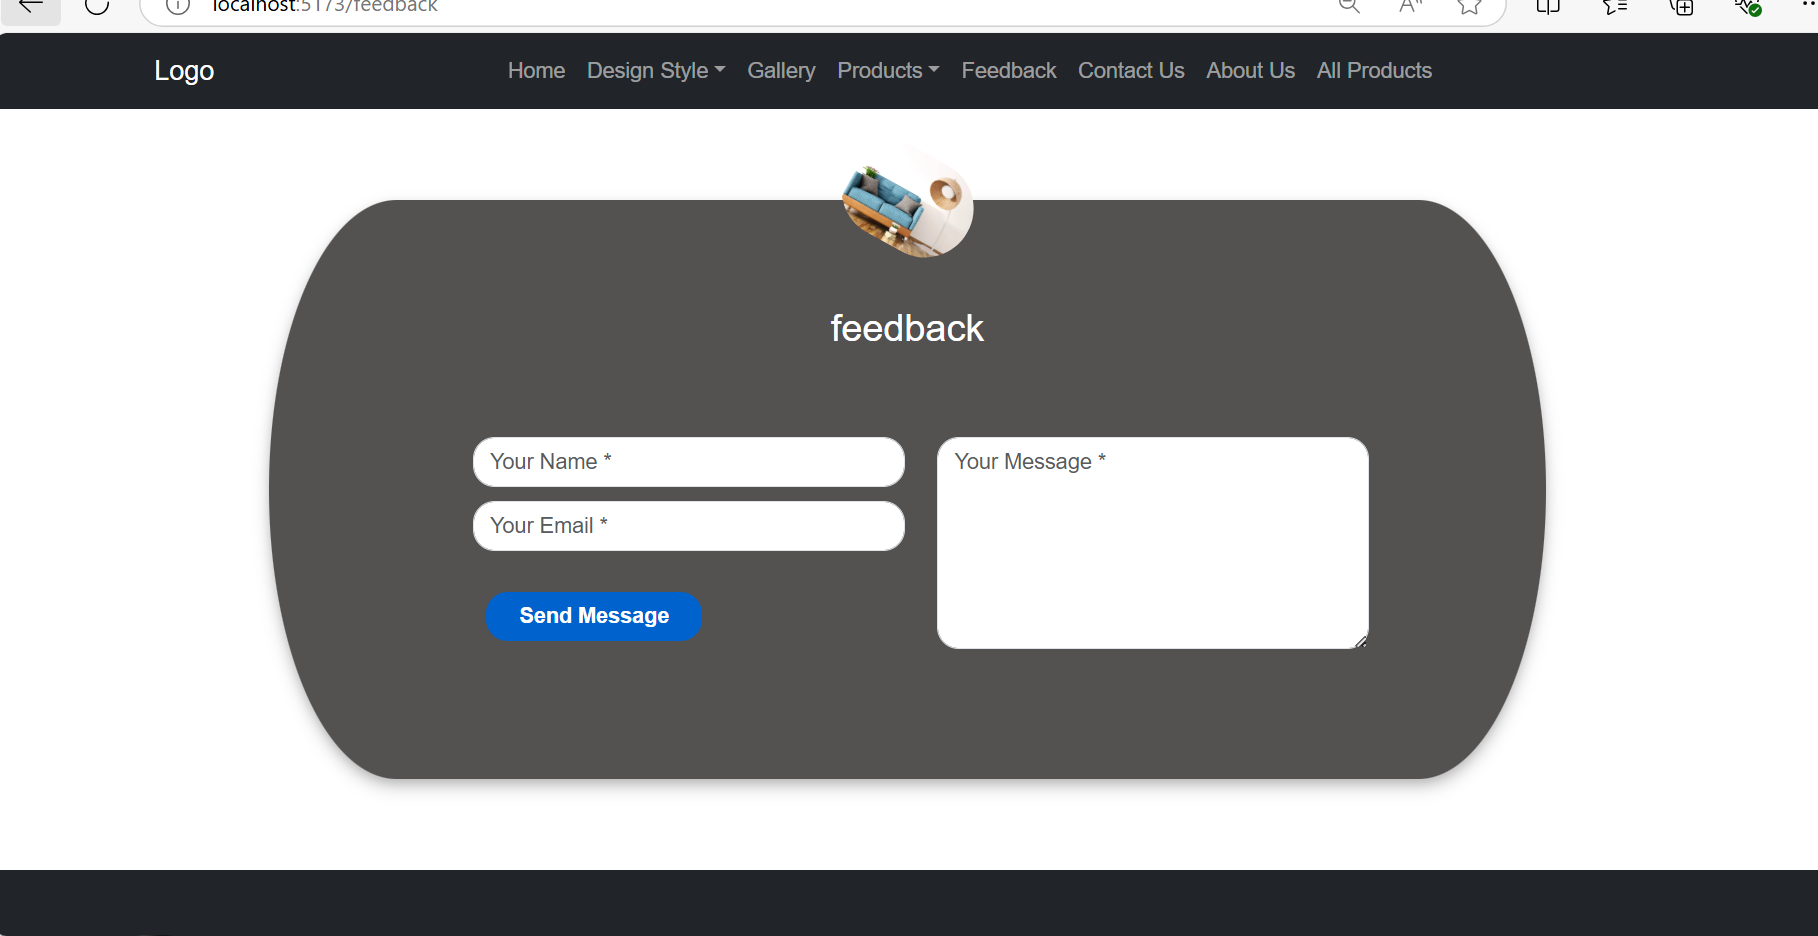 localhost:5173/feedback
Logo
Home Design Style Gallery Products Feedback Contact Us About Us All Products
feedback
Your Name *
Your Email *
Send Message
Your Message *